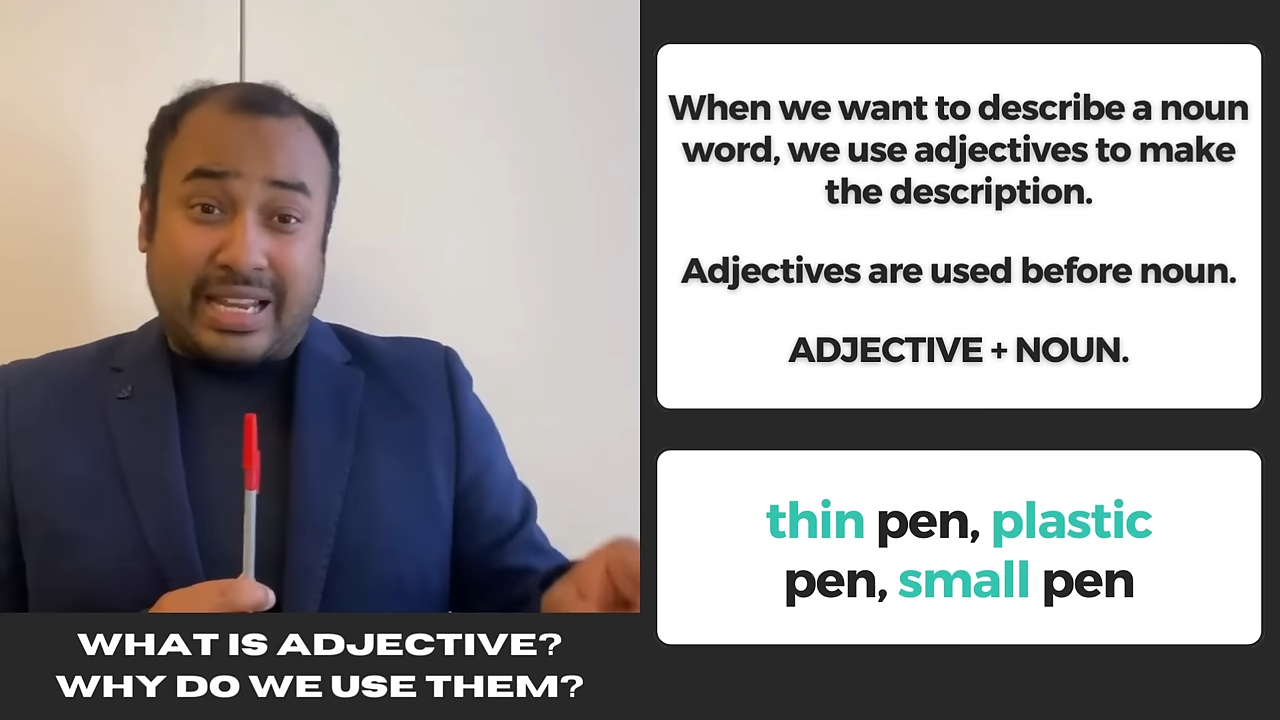 When we want to describe a noun
word, we use adjectives to make
the description.
Adjectives are used before noun.
ADJECTIVE + NOUN.
thin pen, plastic
pen, small pen
WHAT IS ADJECTIVE?
WHY DO WE USE THEM?